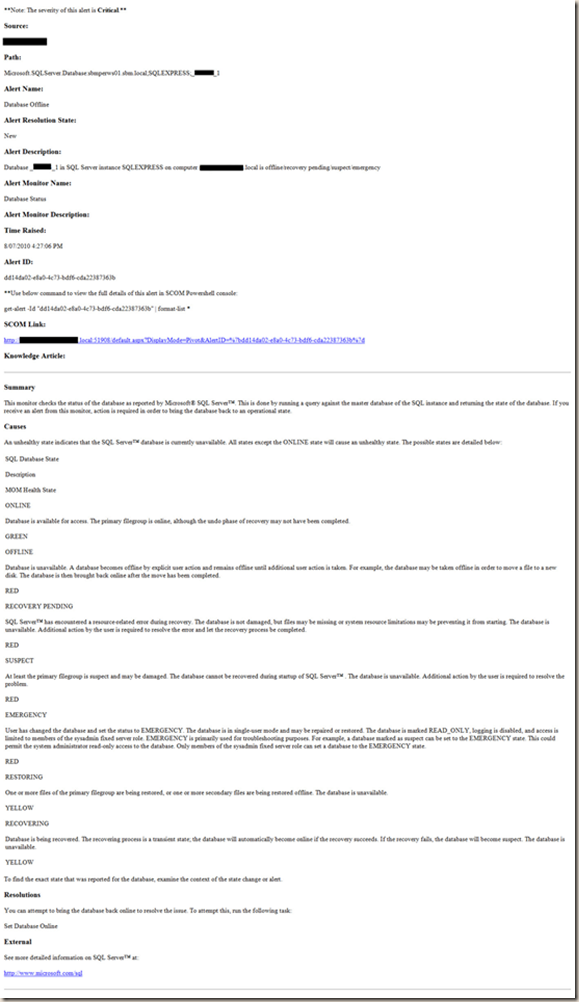 **Note: The severity of this alert is Critical.**
Source:
Path:
Microsoft.SQLServer.Database:sbmperws01.sbm.local;SQLEXPRESS;_ _1
Alert Name:
Database Offline
Alert Resolution State:
New
Alert Description:
Database _ _1 in SQL Server instance SQLEXPRESS on computer .local is offline/recovery pending/suspect/emergency
Alert Monitor Name:
Database Status
Alert Monitor Description:
Time Raised:
8/07/2010 4:27:06 PM
Alert ID:
dd14da02-e8a0-4c73-bdf6-cda22387363b
**Use below command to view the full details of this alert in SCOM Powershell console:
get-alert -Id "dd14da02-e8a0-4c73-bdf6-cda22387363b" | format-list *
SCOM Link:
http: .local:51908/default.aspx?DisplayMode=Pivot&AlertID=%7bdd14da02-e8a0-4c73-bdf6-cda22387363b%7d
Knowledge Article:
Summary
This monitor checks the status of the database as reported by Microsoft® SQL Server™. This is done by running a query against the master database of the SQL instance and returning the state of the database. If you
receive an alert from this monitor, action is required in order to bring the database back to an operational state.
Causes
An unhealthy state indicates that the SQL Server™ database is currently unavailable. All states except the ONLINE state will cause an unhealthy state. The possible states are detailed below:
SQL Database State
Description
MOM Health State
ONLINE
Database is available for access. The primary filegroup is online, although the undo phase of recovery may not have been completed.
GREEN
OFFLINE
Database is unavailable. A database becomes offline by explicit user action and remains offline until additional user action is taken. For example, the database may be taken offline in order to move a file to a new
disk. The database is then brought back online after the move has been completed.
RED
RECOVERY PENDING
SQL Server™ has encountered a resource-related error during recovery. The database is not damaged, but files may be missing or system resource limitations may be preventing it from starting. The database is
unavailable. Additional action by the user is required to resolve the error and let the recovery process be completed.
RED
SUSPECT
At least the primary filegroup is suspect and may be damaged. The database cannot be recovered during startup of SQL Server™ . The database is unavailable. Additional action by the user is required to resolve the
problem.
RED
EMERGENCY
User has changed the database and set the status to EMERGENCY. The database is in single-user mode and may be repaired or restored. The database is marked READ_ONLY, logging is disabled, and access is
limited to members of the sysadmin fixed server role. EMERGENCY is primarily used for troubleshooting purposes. For example, a database marked as suspect can be set to the EMERGENCY state. This could
permit the system administrator read-only access to the database. Only members of the sysadmin fixed server role can set a database to the EMERGENCY state.
RED
RESTORING
One or more files of the primary filegroup are being restored, or one or more secondary files are being restored offline. The database is unavailable.
YELLOW
RECOVERING
Database is being recovered. The recovering process is a transient state; the database will automatically become online if the recovery succeeds. If the recovery fails, the database will become suspect. The database is
unavailable.
YELLOW
To find the exact state that was reported for the database, examine the context of the state change or alert.
Resolutions
You can attempt to bring the database back online to resolve the issue. To attempt this, run the following task:
Set Database Online
External
See more detailed information on SQL Server™ at:
http://www.microsoft.com/sql